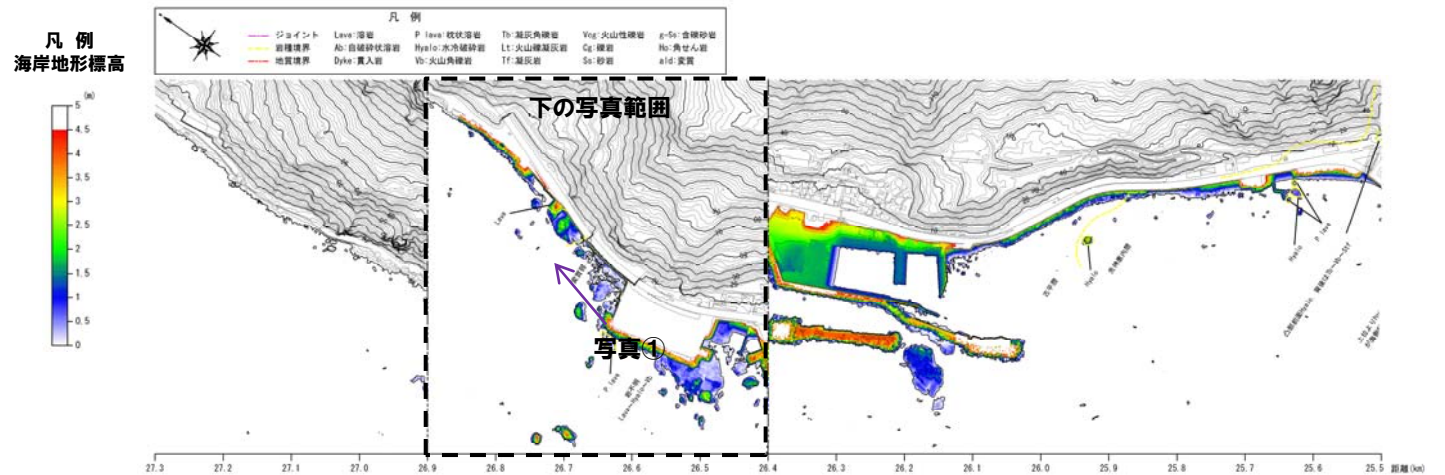 凡 例
海岸地形標高
(m)
5
4.5
4
3.5
3
2.5
2
1.5
1
0.5
0
凡 例
ジョイント Lava:溶岩 P lava:枕状溶岩 Tb:凝灰角礫岩 Vcg:火山性礫岩 g-Ss:含礫砂岩
岩種境界 Ab:自破砕状溶岩 Hyalo:水冷破砕岩 Lt:火山礫凝灰岩 Cg:礫岩 Ho:角せん岩
地質境界 Dyke:貫入岩 Vb:火山角礫岩 Tf:凝灰岩 Ss:砂岩 ald:変質
下の写真範囲
Lava
写真①
P lava
Lava~Hyalo~Vb
古平層
Hyalo
Hyalo
P lava
27.3 27.2 27.1 27.0 26.9 26.8 26.7 26.6 26.5 26.4 26.3 26.2 26.1 26.0 25.9 25.8 25.7 25.6 25.5 距離(km)